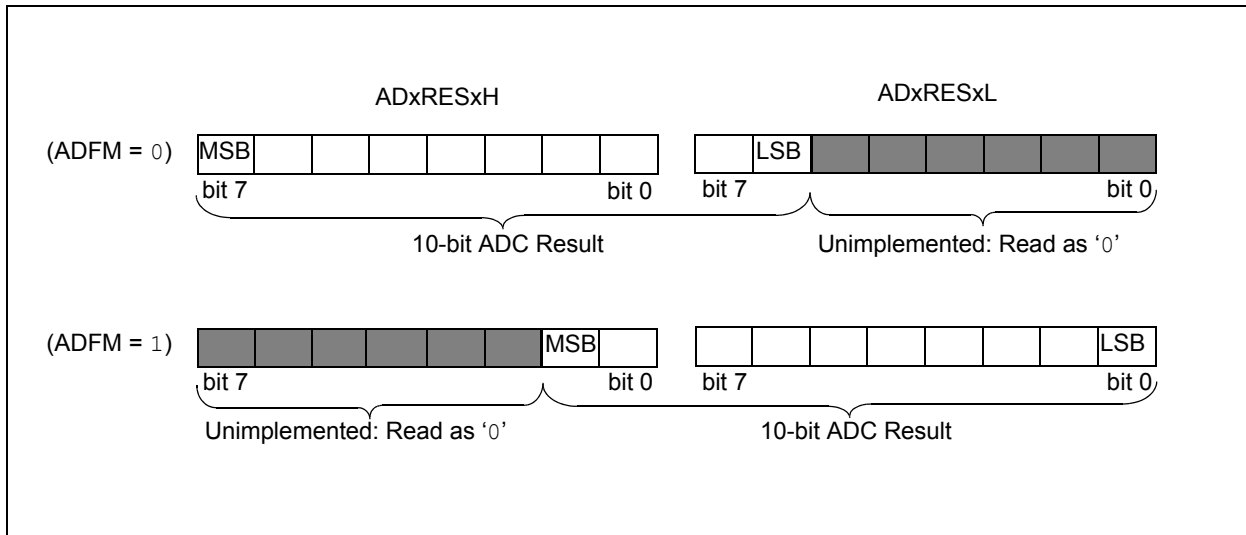 ADxRESxH ADxRESxL
(ADFM = 0) MSB LSB
bit 7 bit 0 bit 7 bit 0
10-bit ADC Result Unimplemented: Read as ‘0’
(ADFM = 1) MSB LSB
bit 7 bit 0 bit 7 bit 0
Unimplemented: Read as ‘0’ 10-bit ADC Result